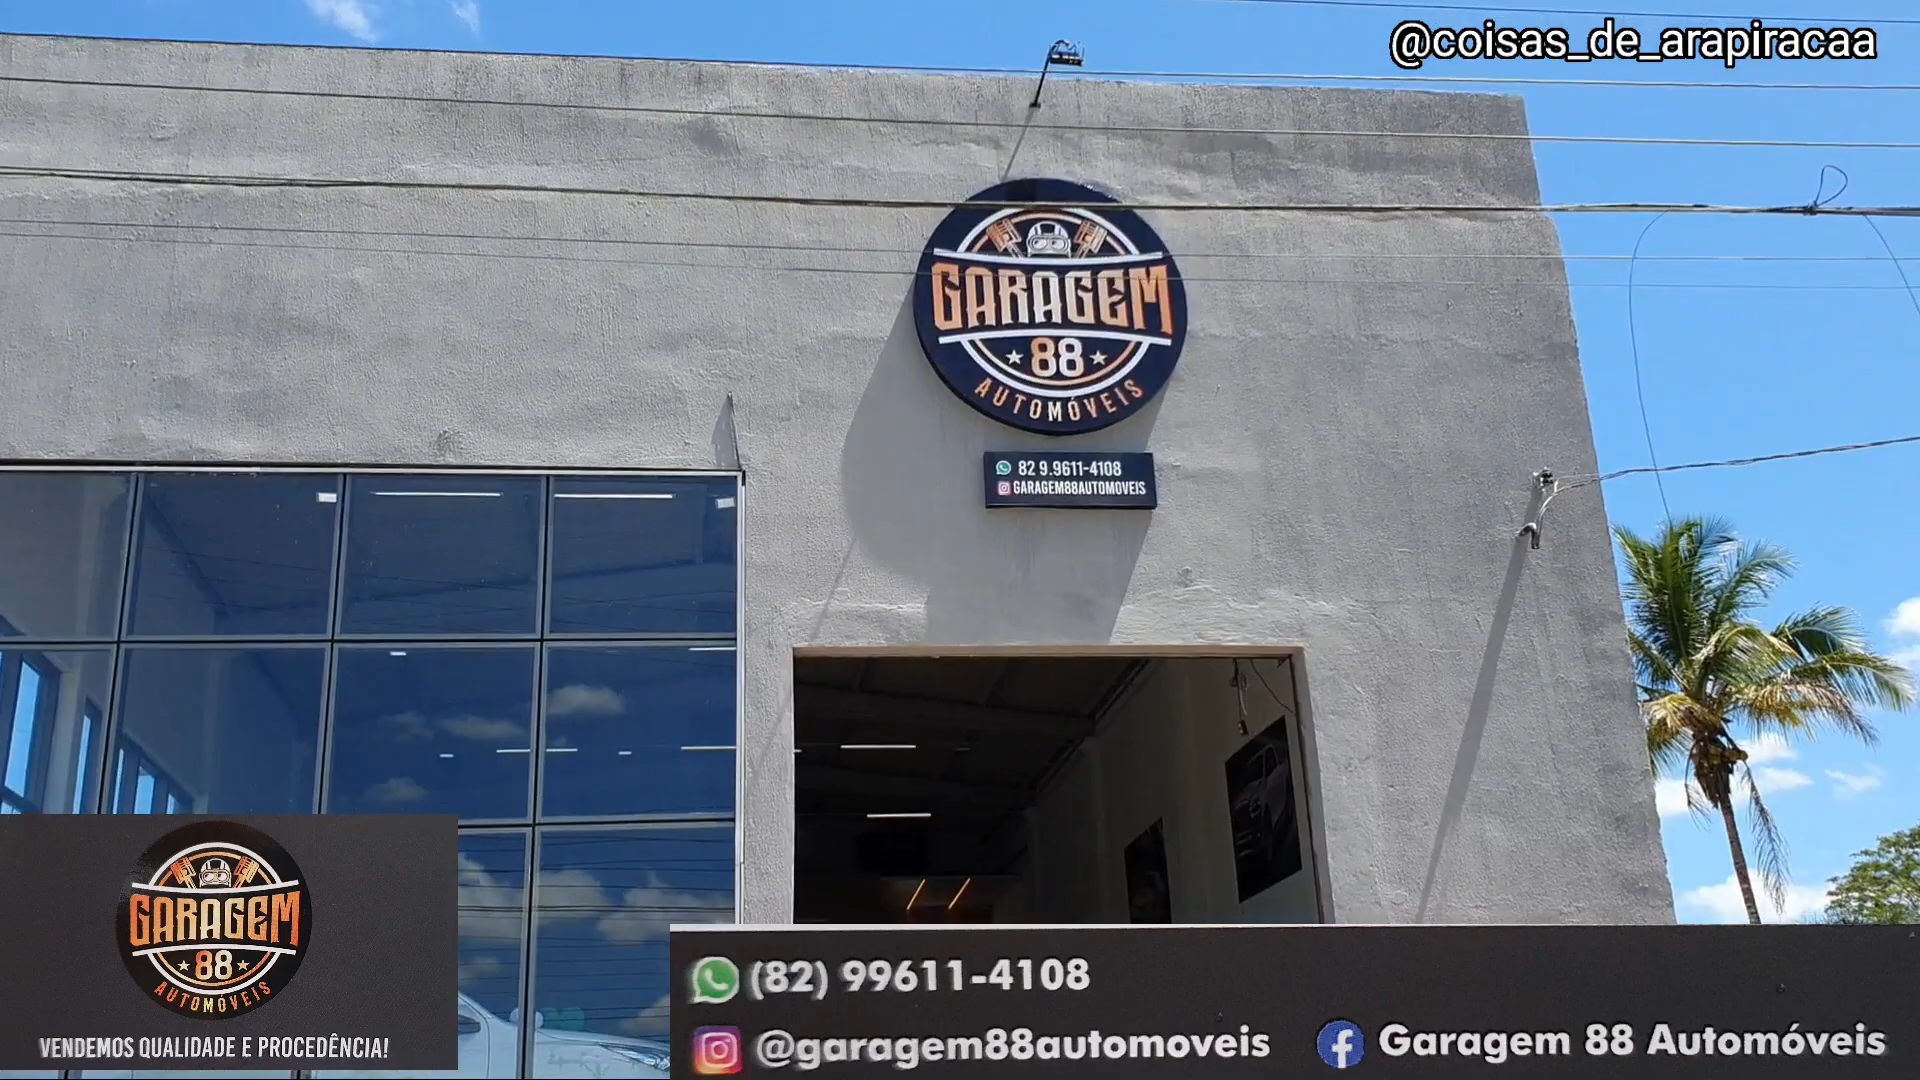 @coisas_de_arapiracaa
GARAGEM
88
AUTOMÓVEIS
82 9.9611-4108
GARAGEM88AUTOMOVEIS
GARAGEM
88
AUTOMÓVEIS
VENDEMOS QUALIDADE E PROCEDÊNCIA!
(82) 99611-4108
@garagem88automoveis
Garagem 88 Automóveis